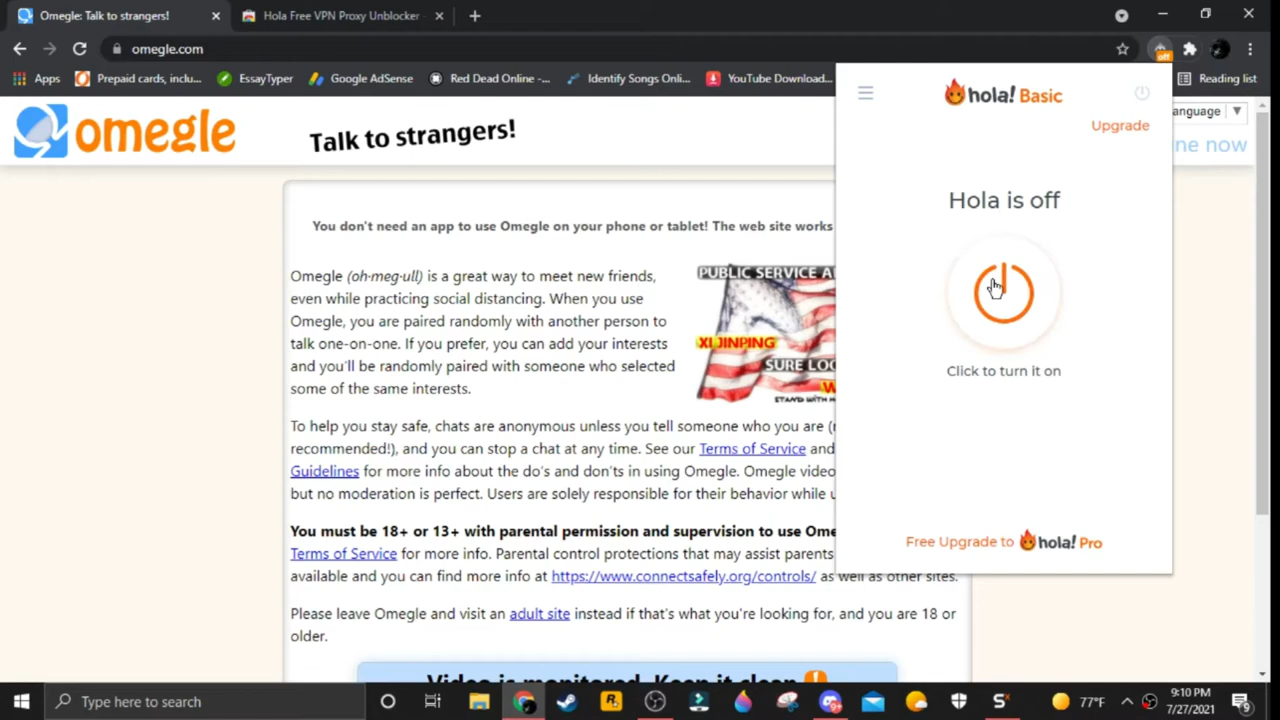 Omegle: Talk to strangers!
Hola Free VPN Proxy Unblocker
omegle.com
off
Apps
Prepaid cards, inclu...
EssayTyper
Google AdSense
Red Dead Online -...
Identify Songs Onli...
YouTube Download...
Reading list
omegle
Talk to strangers!
anguage
ne now
hola! Basic
Upgrade
Hola is off
Click to turn it on
Free Upgrade to hola! Pro
You don't need an app to use Omegle on your phone or tablet! The web site works
Omegle (oh·meg·ull) is a great way to meet new friends,
even while practicing social distancing. When you use
Omegle, you are paired randomly with another person to
talk one-on-one. If you prefer, you can add your interests
and you'll be randomly paired with someone who selected
some of the same interests.
PUBLIC SERVICE A
XI JINPING
SURE LOO
W
STAND WITH H
To help you stay safe, chats are anonymous unless you tell someone who you are (
recommended!), and you can stop a chat at any time. See our Terms of Service and
Guidelines for more info about the do's and don'ts in using Omegle. Omegle video
but no moderation is perfect. Users are solely responsible for their behavior while u
You must be 18+ or 13+ with parental permission and supervision to use Ome
Terms of Service for more info. Parental control protections that may assist parents
available and you can find more info at https://www.connectsafely.org/controls/ as well as other sites.
Please leave Omegle and visit an adult site instead if that's what you're looking for, and you are 18 or
older.
Video is monitored. Keep it clean
Type here to search
77°F
9:10 PM
7/27/2021
9